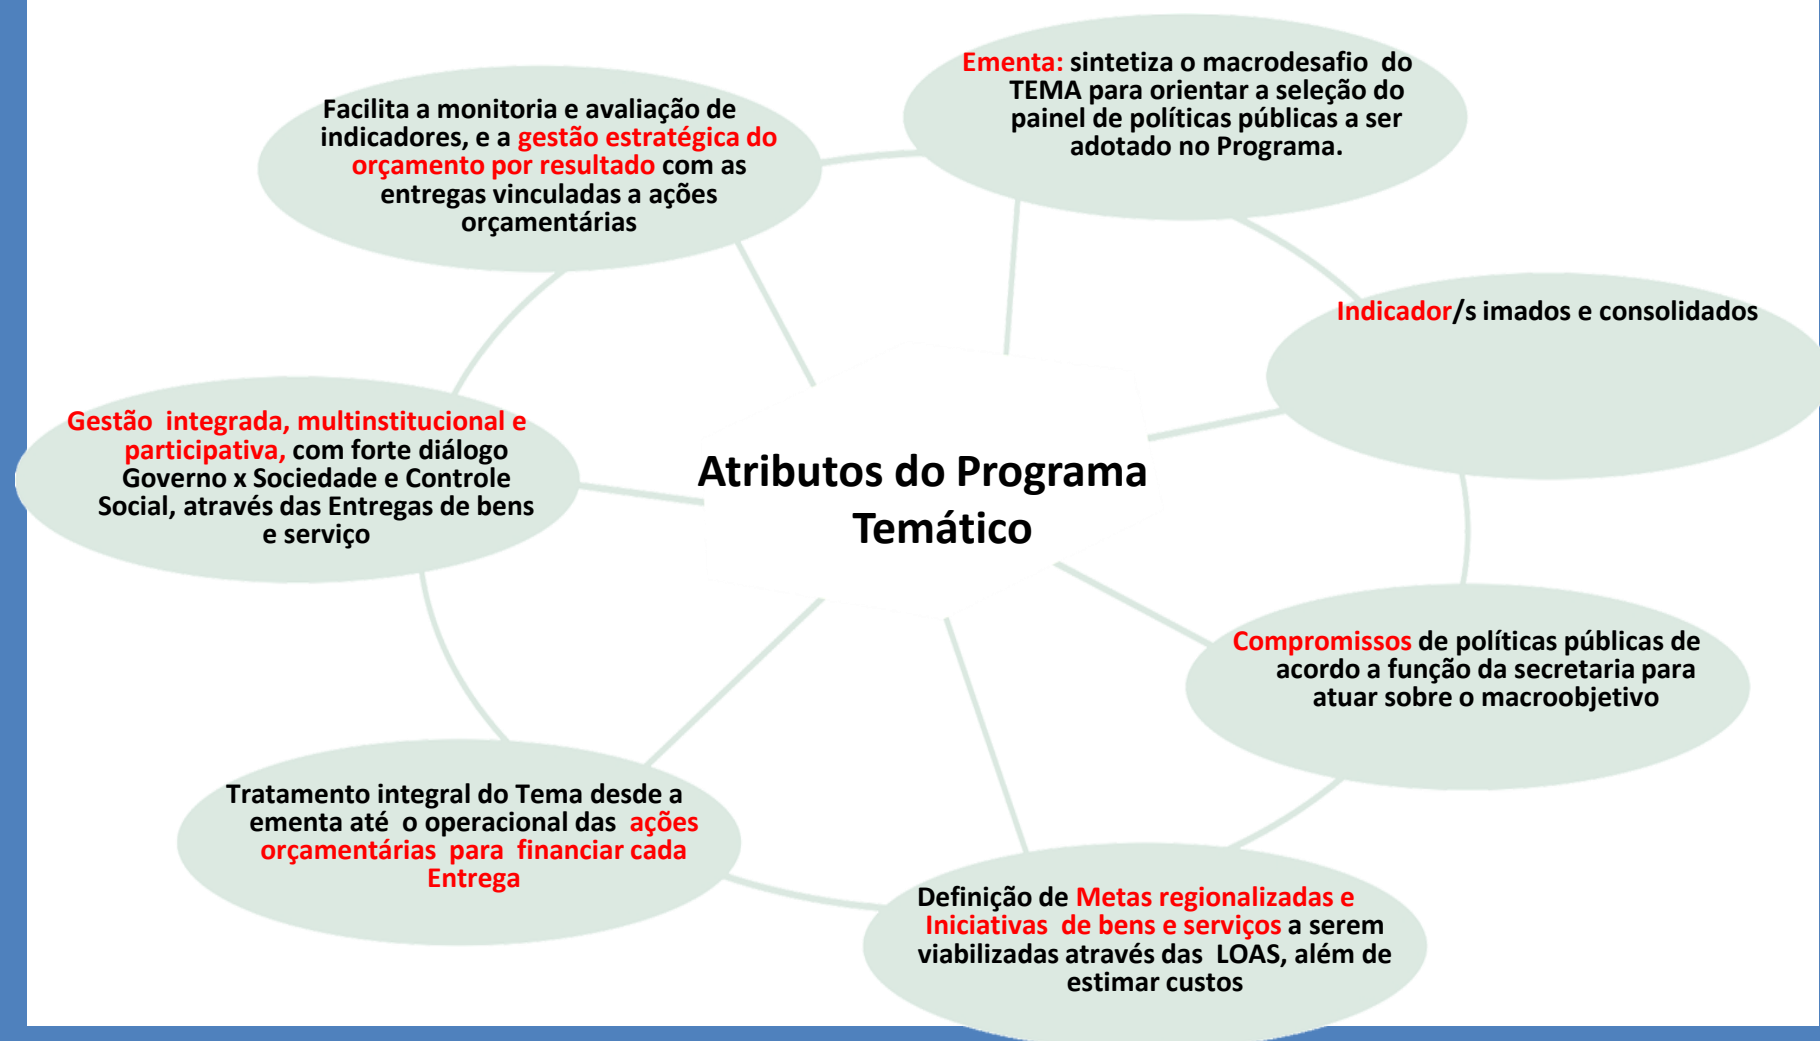 Atributos do Programa
Temático
Ementa: sintetiza o macrodesafio do
TEMA para orientar a seleção do
painel de políticas públicas a ser
adotado no Programa.
Indicador/s imados e consolidados
Compromissos de políticas públicas de
acordo a função da secretaria para
atuar sobre o macroobjetivo
Definição de Metas regionalizadas e
Iniciativas de bens e serviços a serem
viabilizadas através das LOAS, além de
estimar custos
Tratamento integral do Tema desde a
ementa até o operacional das ações
orçamentárias para financiar cada
Entrega
Gestão integrada, multinstitucional e
participativa, com forte diálogo
Governo x Sociedade e Controle
Social, através das Entregas de bens
e serviço
Facilita a monitoria e avaliação de
indicadores, e a gestão estratégica do
orçamento por resultado com as
entregas vinculadas a ações
orçamentárias